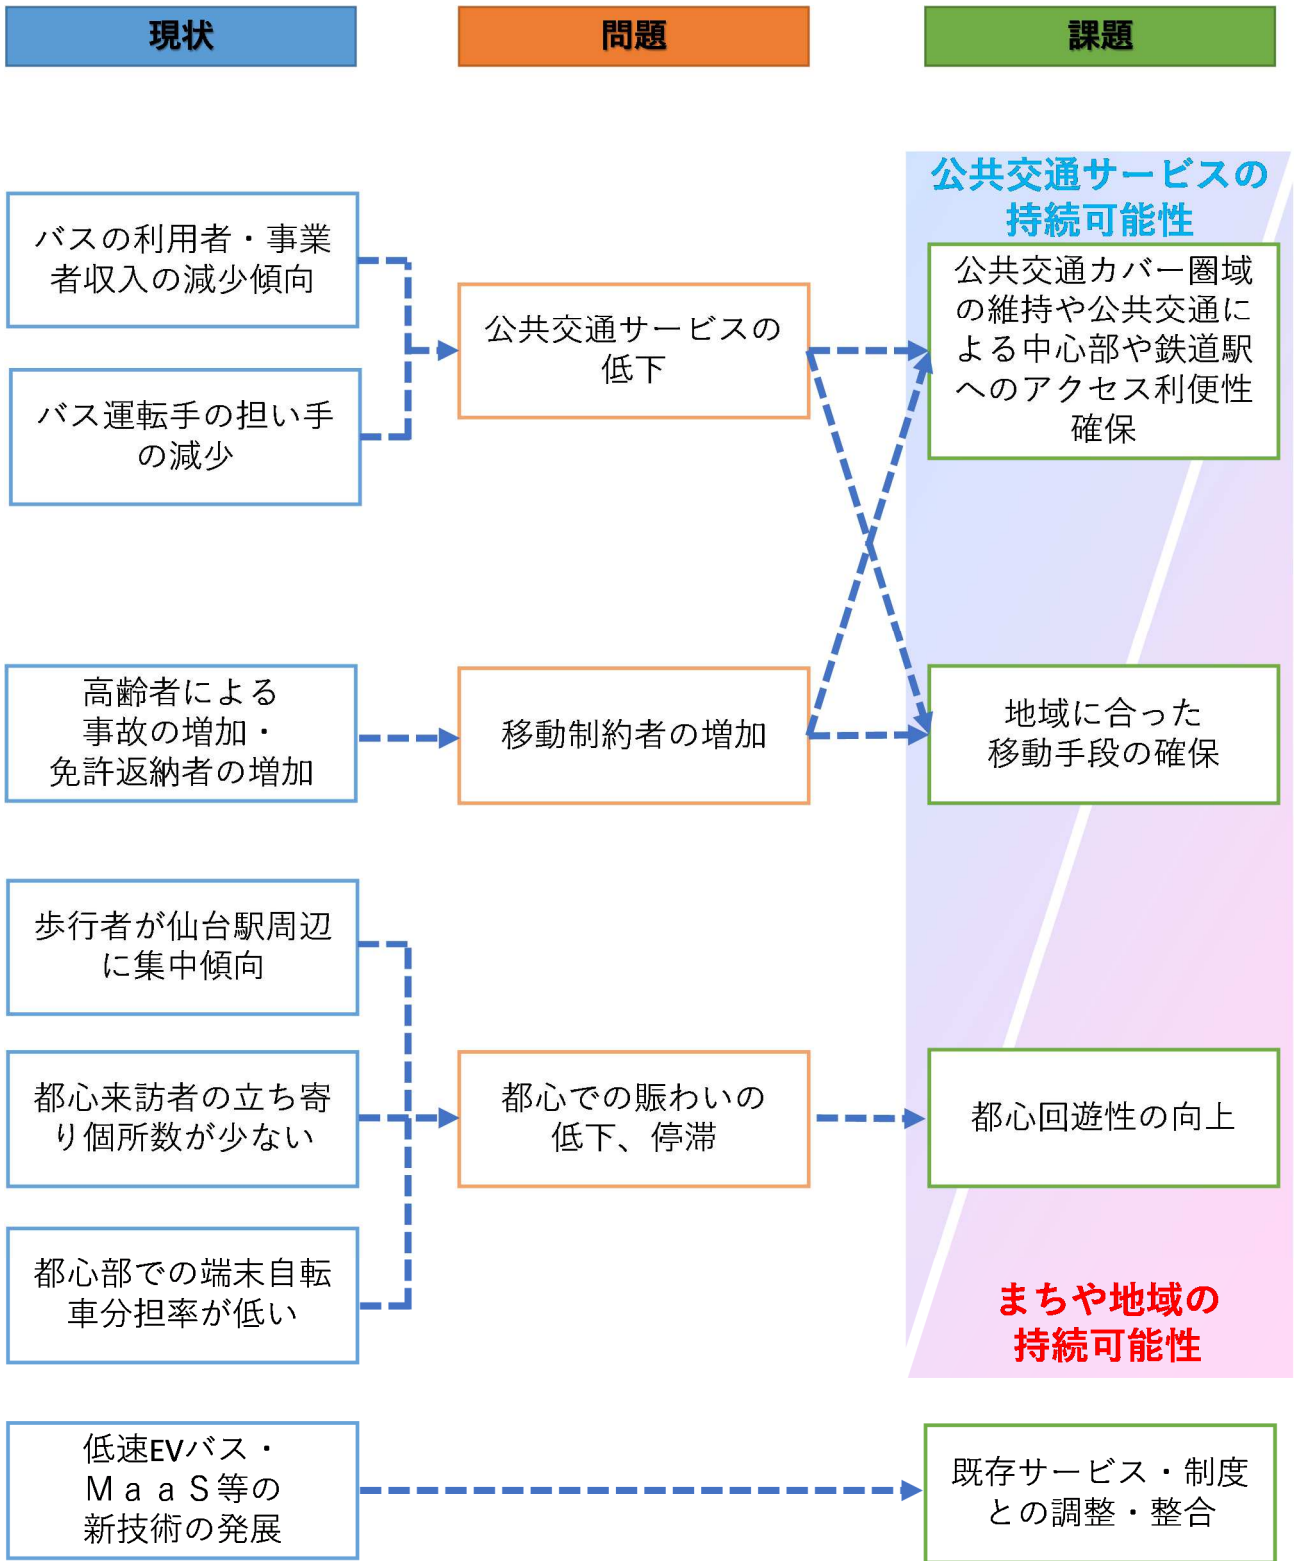 現状
問題
課題
公共交通サービスの
持続可能性
バスの利用者・事業
者収入の減少傾向
バス運転手の担い手
の減少
公共交通サービスの
低下
公共交通カバー圏域
の維持や公共交通に
よる中心部や鉄道駅
へのアクセス利便性
確保
高齢者による
事故の増加・
免許返納者の増加
移動制約者の増加
地域に合った
移動手段の確保
歩行者が仙台駅周辺
に集中傾向
都心来訪者の立ち寄
り個所数が少ない
都心部での端末自転
車分担率が低い
都心での賑わいの
低下、停滞
都心回遊性の向上
まちや地域の
持続可能性
低速EVバス・
ＭａａＳ等の
新技術の発展
既存サービス・制度
との調整・整合